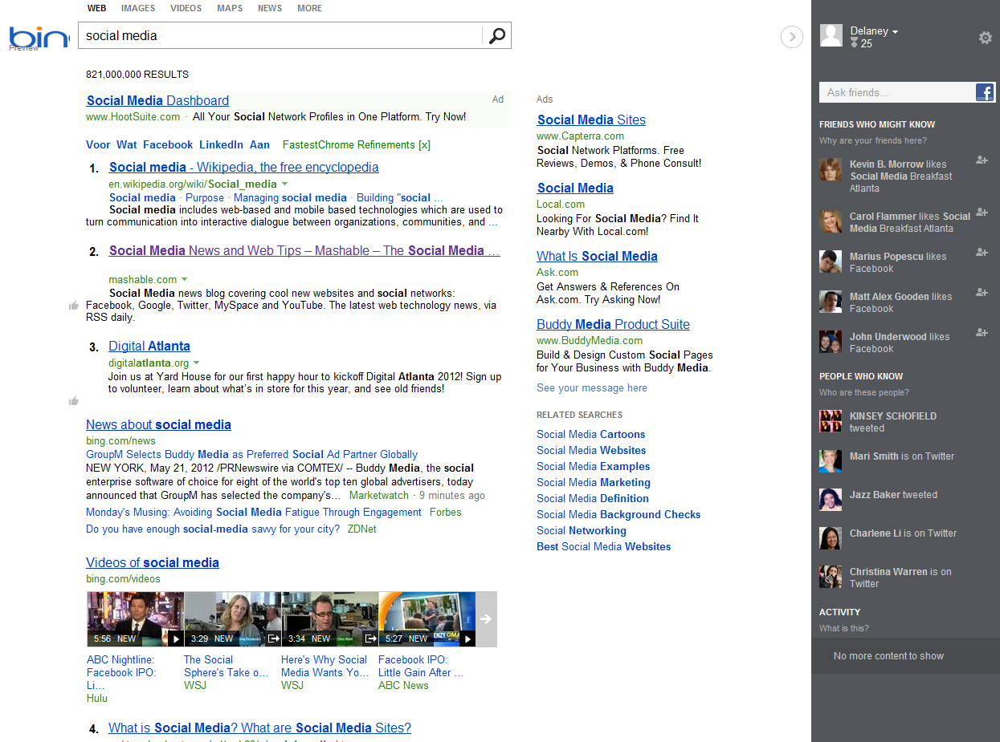 WEB IMAGES VIDEOS MAPS NEWS MORE
bing
Preview
social media
821,000,000 RESULTS
Social Media Dashboard
Ad
www.HootSuite.com · All Your Social Network Profiles in One Platform. Try Now!
Voor Wat Facebook LinkedIn Aan FastestChrome Refinements [x]
1. Social media - Wikipedia, the free encyclopedia
en.wikipedia.org/wiki/Social_media
Social media · Purpose · Managing social media · Building "social ...
Social media includes web-based and mobile based technologies which are used to
turn communication into interactive dialogue between organizations, communities, and ...
2. Social Media News and Web Tips – Mashable – The Social Media ...
mashable.com
Social Media news blog covering cool new websites and social networks:
Facebook, Google, Twitter, MySpace and YouTube. The latest web technology news, via
RSS daily.
3. Digital Atlanta
digitalatlanta.org
Join us at Yard House for our first happy hour to kickoff Digital Atlanta 2012! Sign up
to volunteer, learn about what's in store for this year, and see old friends!
News about social media
bing.com/news
GroupM Selects Buddy Media as Preferred Social Ad Partner Globally
NEW YORK, May 21, 2012 /PRNewswire via COMTEX/ -- Buddy Media, the social
enterprise software of choice for eight of the world's top ten global advertisers, today
announced that GroupM has selected the company's... Marketwatch · 9 minutes ago
Monday's Musing: Avoiding Social Media Fatigue Through Engagement Forbes
Do you have enough social-media savvy for your city? ZDNet
Videos of social media
bing.com/videos
5:56 NEW
3:29 NEW
3:34 NEW
5:27 NEW
ABC Nightline:
Facebook IPO:
Li...
Hulu
The Social
Sphere's Take o...
WSJ
Here's Why Social
Media Wants Yo...
WSJ
Facebook IPO:
Little Gain After ...
ABC News
4. What is Social Media? What are Social Media Sites?
Ads
Social Media Sites
www.Capterra.com
Social Network Platforms. Free
Reviews, Demos, & Phone Consult!
Social Media
Local.com
Looking For Social Media? Find It
Nearby With Local.com!
What Is Social Media
Ask.com
Get Answers & References On
Ask.com. Try Asking Now!
Buddy Media Product Suite
www.BuddyMedia.com
Build & Design Custom Social Pages
for Your Business with Buddy Media.
See your message here
RELATED SEARCHES
Social Media Cartoons
Social Media Websites
Social Media Examples
Social Media Marketing
Social Media Definition
Social Media Background Checks
Social Networking
Best Social Media Websites
Delaney
25
Ask friends...
FRIENDS WHO MIGHT KNOW
Why are your friends here?
Kevin B. Morrow likes
Social Media Breakfast
Atlanta
Carol Flammer likes Social
Media Breakfast Atlanta
Marius Popescu likes
Facebook
Matt Alex Gooden likes
Facebook
John Underwood likes
Facebook
PEOPLE WHO KNOW
Who are these people?
KINSEY SCHOFIELD
tweeted
Mari Smith is on Twitter
Jazz Baker tweeted
Charlene Li is on Twitter
Christina Warren is on
Twitter
ACTIVITY
What is this?
No more content to show